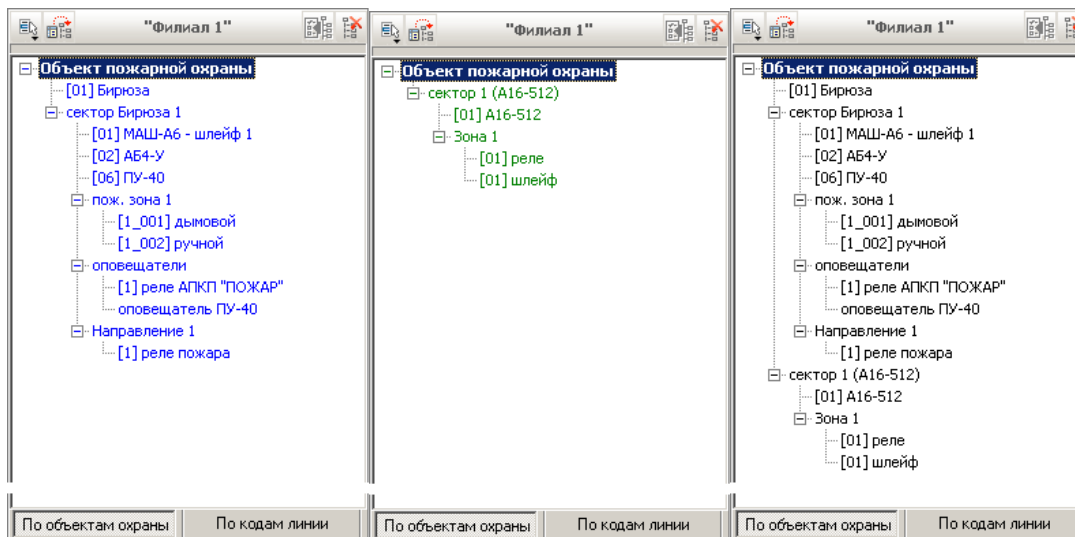 "Филиал 1"
Объект пожарной охраны
[01] Бирюза
сектор Бирюза 1
[01] МАШ-А6 - шлейф 1
[02] АБ4-У
[06] ПУ-40
пож. зона 1
[1_001] дымовой
[1_002] ручной
оповещатели
[1] реле АПКП "ПОЖАР"
оповещатель ПУ-40
Направление 1
[1] реле пожара
По объектам охраны
По кодам линии
"Филиал 1"
Объект пожарной охраны
сектор 1 (А16-512)
[01] А16-512
Зона 1
[01] реле
[01] шлейф
По объектам охраны
По кодам линии
"Филиал 1"
Объект пожарной охраны
[01] Бирюза
сектор Бирюза 1
[01] МАШ-А6 - шлейф 1
[02] АБ4-У
[06] ПУ-40
пож. зона 1
[1_001] дымовой
[1_002] ручной
оповещатели
[1] реле АПКП "ПОЖАР"
оповещатель ПУ-40
Направление 1
[1] реле пожара
сектор 1 (А16-512)
[01] А16-512
Зона 1
[01] реле
[01] шлейф
По объектам охраны
По кодам линии